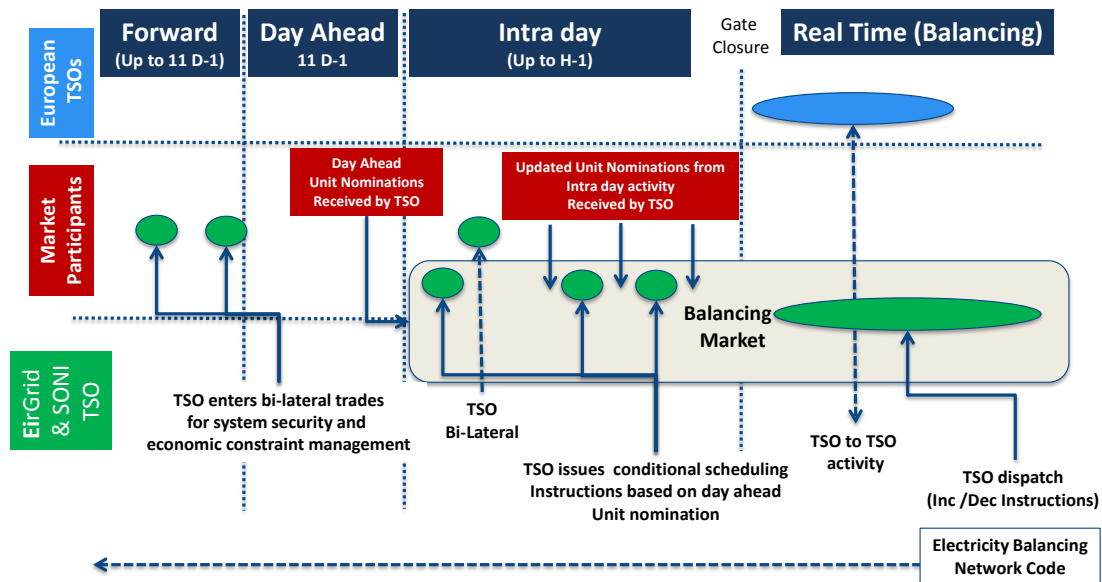 Forward
(Up to 11 D-1)
Day Ahead
11 D-1
Intra day
(Up to H-1)
Gate
Closure
Real Time (Balancing)
European
TSOs
Day Ahead
Unit Nominations
Received by TSO
Updated Unit Nominations from
Intra day activity
Received by TSO
Market
Participants
Balancing
Market
EirGrid
& SONI
TSO
TSO enters bi-lateral trades
for system security and
economic constraint management
TSO
Bi-Lateral
TSO issues conditional scheduling
Instructions based on day ahead
Unit nomination
TSO to TSO
activity
TSO dispatch
(Inc /Dec Instructions)
Electricity Balancing
Network Code